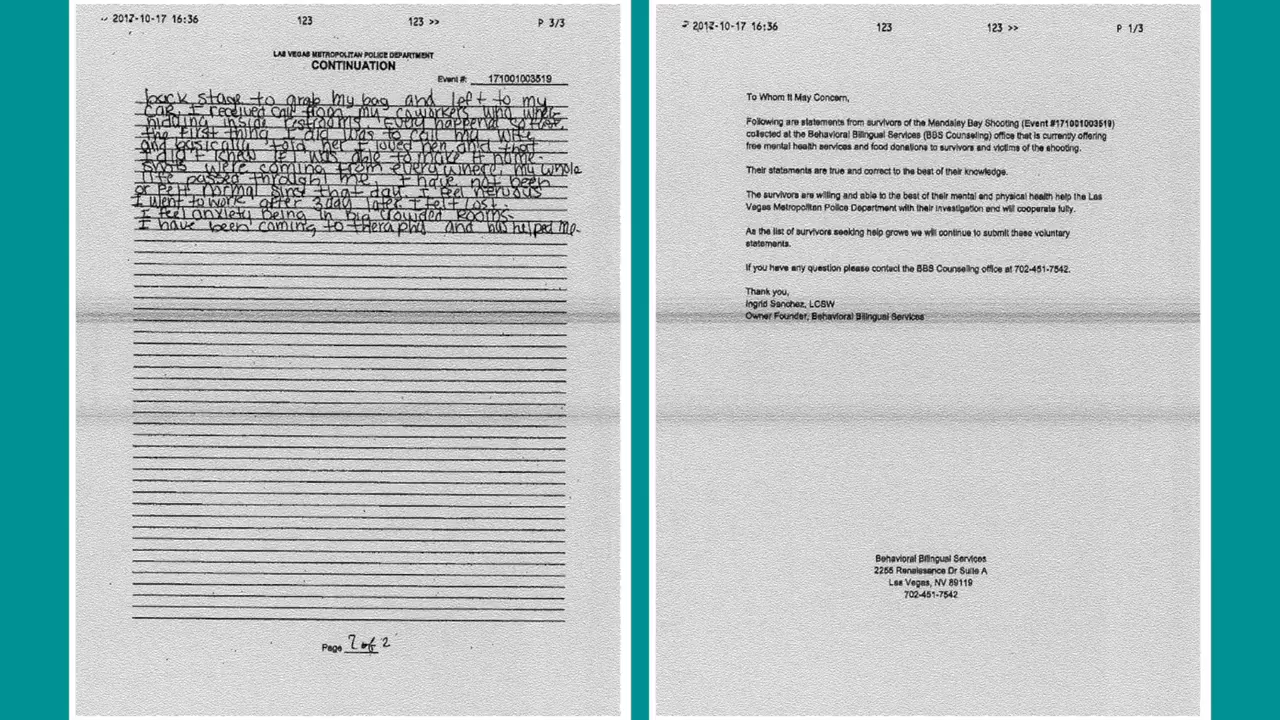 2017-10-17 16:36 123 123 >> P 3/3
LAS VEGAS METROPOLITAN POLICE DEPARTMENT
CONTINUATION
Event #: 171001003519
back stage to grab my bag and left to my
car. I received call from my coworkers who where
hidding inside restrooms. Every happened so fast.
the first thing I did was to call my wife
and basically told her I loved her and that
I didn't know if I was able to make it home.
Shots were coming from everywhere, my whole
life passed through me. I have not been
or felt normal since that day. I feel nervous
I went to work after 3 day later I felt lost.
I feel anxiety being in big crowded rooms.
I have been coming to theraphis and has helped me.
Page 2 of 2
2017-10-17 16:36 123 123 >> P 1/3
To Whom It May Concern,
Following are statements from survivors of the Mandalay Bay Shooting (Event #171001003519)
collected at the Behavioral Bilingual Services (BBS Counseling) office that is currently offering
free mental health services and food donations to survivors and victims of the shooting.
Their statements are true and correct to the best of their knowledge.
The survivors are willing and able to the best of their mental and physical health help the Las
Vegas Metropolitan Police Department with their investigation and will cooperate fully.
As the list of survivors seeking help grows we will continue to submit these voluntary
statements.
If you have any question please contact the BBS Counseling office at 702-451-7542.
Thank you,
Ingrid Sanchez, LCSW
Owner Founder, Behavioral Bilingual Services
Behavioral Bilingual Services
2255 Renaissance Dr Suite A
Las Vegas, NV 89119
702-451-7542